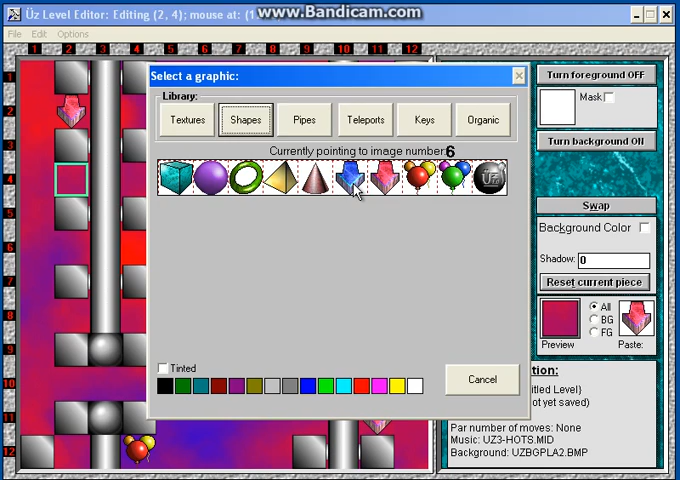 www.Bandicam.com
Üz Level Editor: Editing (2, 4); mouse at: (1
File Edit Options
1 2 3 4 5 6 7 8 9 10 11 12
1
2
3
4
5
6
7
8
9
10
11
12
Select a graphic:
Library:
Textures Shapes Pipes Teleports Keys Organic
Currently pointing to image number: 6
Tinted
Cancel
Turn foreground OFF
Mask
Turn background ON
Swap
Background Color
Shadow: 0
Reset current piece
All
BG
FG
Preview Paste:
tion:
itled Level}
ot yet saved)
Par number of moves: None
Music: UZ3-HOTS.MID
Background: UZBGPLA2.BMP